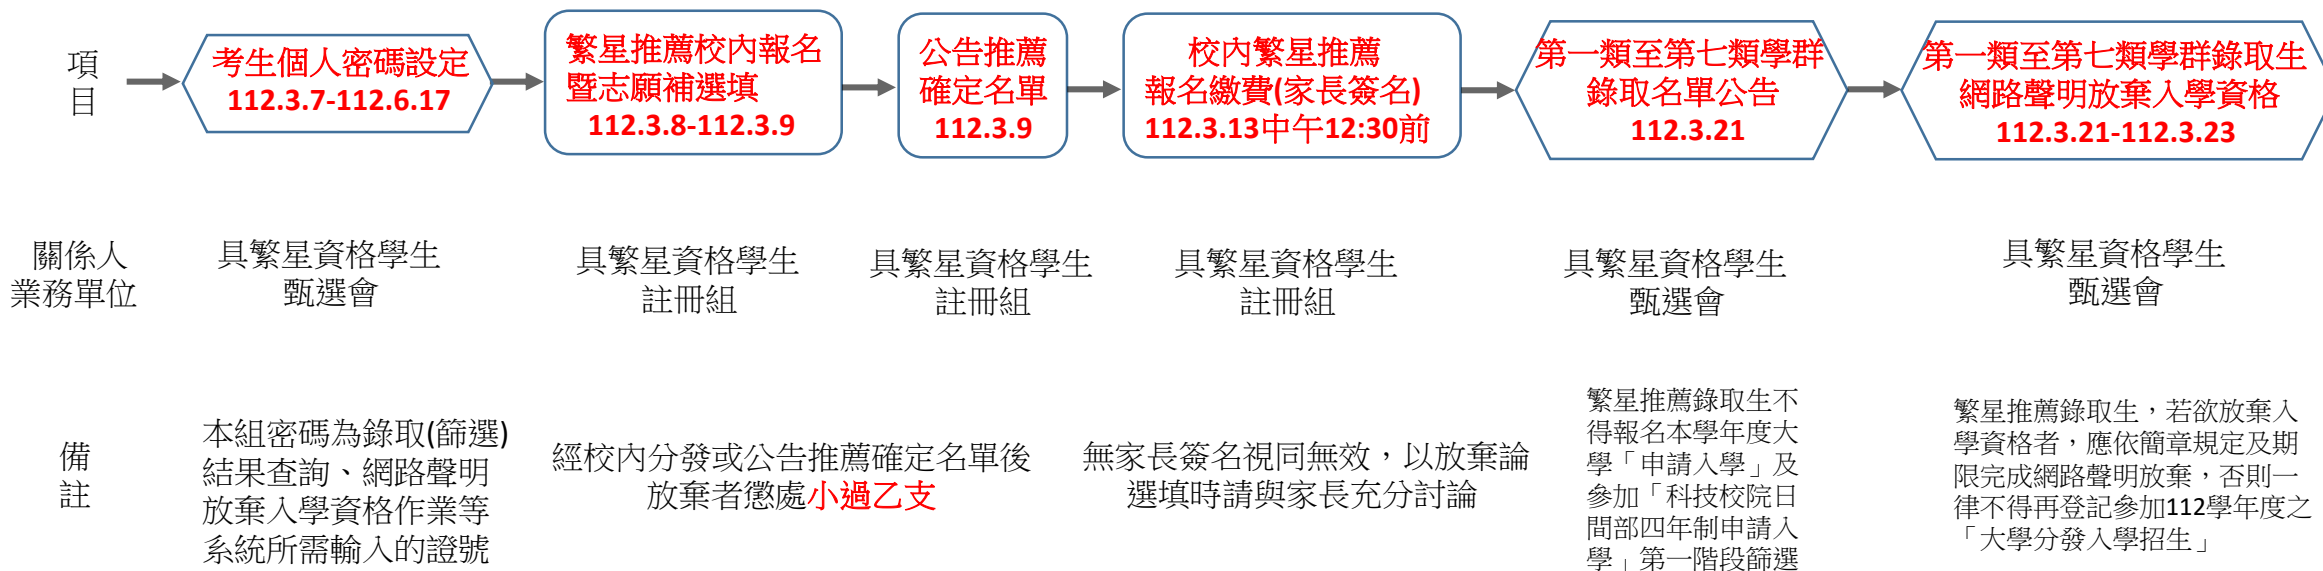 項
目
考生個人密碼設定
112.3.7-112.6.17
繁星推薦校內報名
暨志願補選填
112.3.8-112.3.9
公告推薦
確定名單
112.3.9
校內繁星推薦
報名繳費(家長簽名)
112.3.13中午12:30前
第一類至第七類學群
錄取名單公告
112.3.21
第一類至第七類學群錄取生
網路聲明放棄入學資格
112.3.21-112.3.23
關係人
業務單位
具繁星資格學生
甄選會
具繁星資格學生
註冊組
具繁星資格學生
註冊組
具繁星資格學生
註冊組
具繁星資格學生
甄選會
具繁星資格學生
甄選會
備
註
本組密碼為錄取(篩選)
結果查詢、網路聲明
放棄入學資格作業等
系統所需輸入的證號
經校內分發或公告推薦確定名單後
放棄者懲處小過乙支
無家長簽名視同無效，以放棄論
選填時請與家長充分討論
繁星推薦錄取生不
得報名本學年度大
學「申請入學」及
參加「科技校院日
間部四年制申請入
學」第一階段篩選
繁星推薦錄取生，若欲放棄入
學資格者，應依簡章規定及期
限完成網路聲明放棄，否則一
律不得再登記參加112學年度之
「大學分發入學招生」